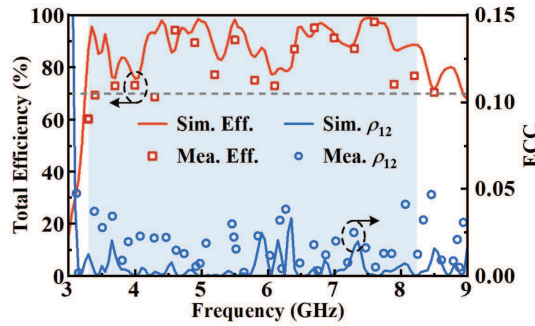 100
80
60
40
20
0
Total Efficiency (%)
0.15
0.10
0.05
0.00
ECC
Sim. Eff.
Sim. ρ12
Mea. Eff.
Mea. ρ12
3 4 5 6 7 8 9
Frequency (GHz)